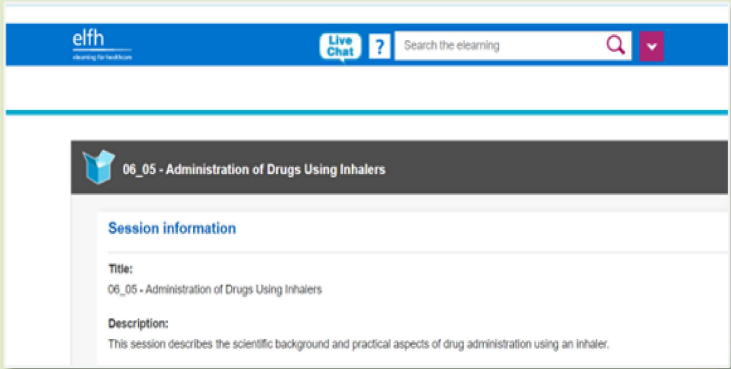 elfh
elearning for healthcare
Live
Chat
?
Search the elearning
06_05 - Administration of Drugs Using Inhalers
Session information
Title:
06_05 - Administration of Drugs Using Inhalers
Description:
This session describes the scientific background and practical aspects of drug administration using an inhaler.